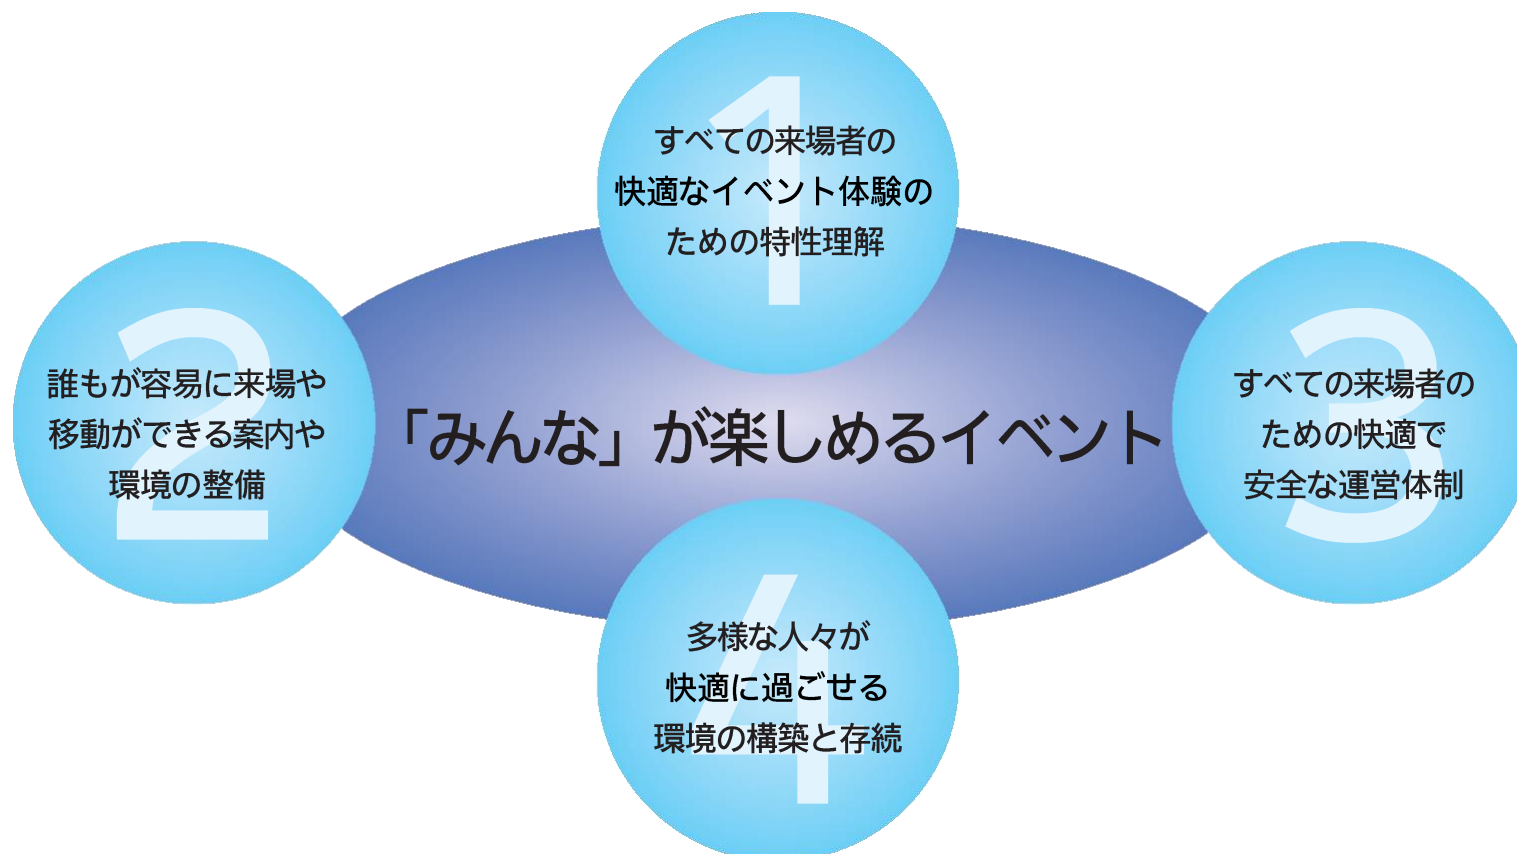 1
すべての来場者の
快適なイベント体験の
ための特性理解
2
誰もが容易に来場や
移動ができる案内や
環境の整備
「みんな」が楽しめるイベント
3
すべての来場者の
ための快適で
安全な運営体制
4
多様な人々が
快適に過ごせる
環境の構築と存続